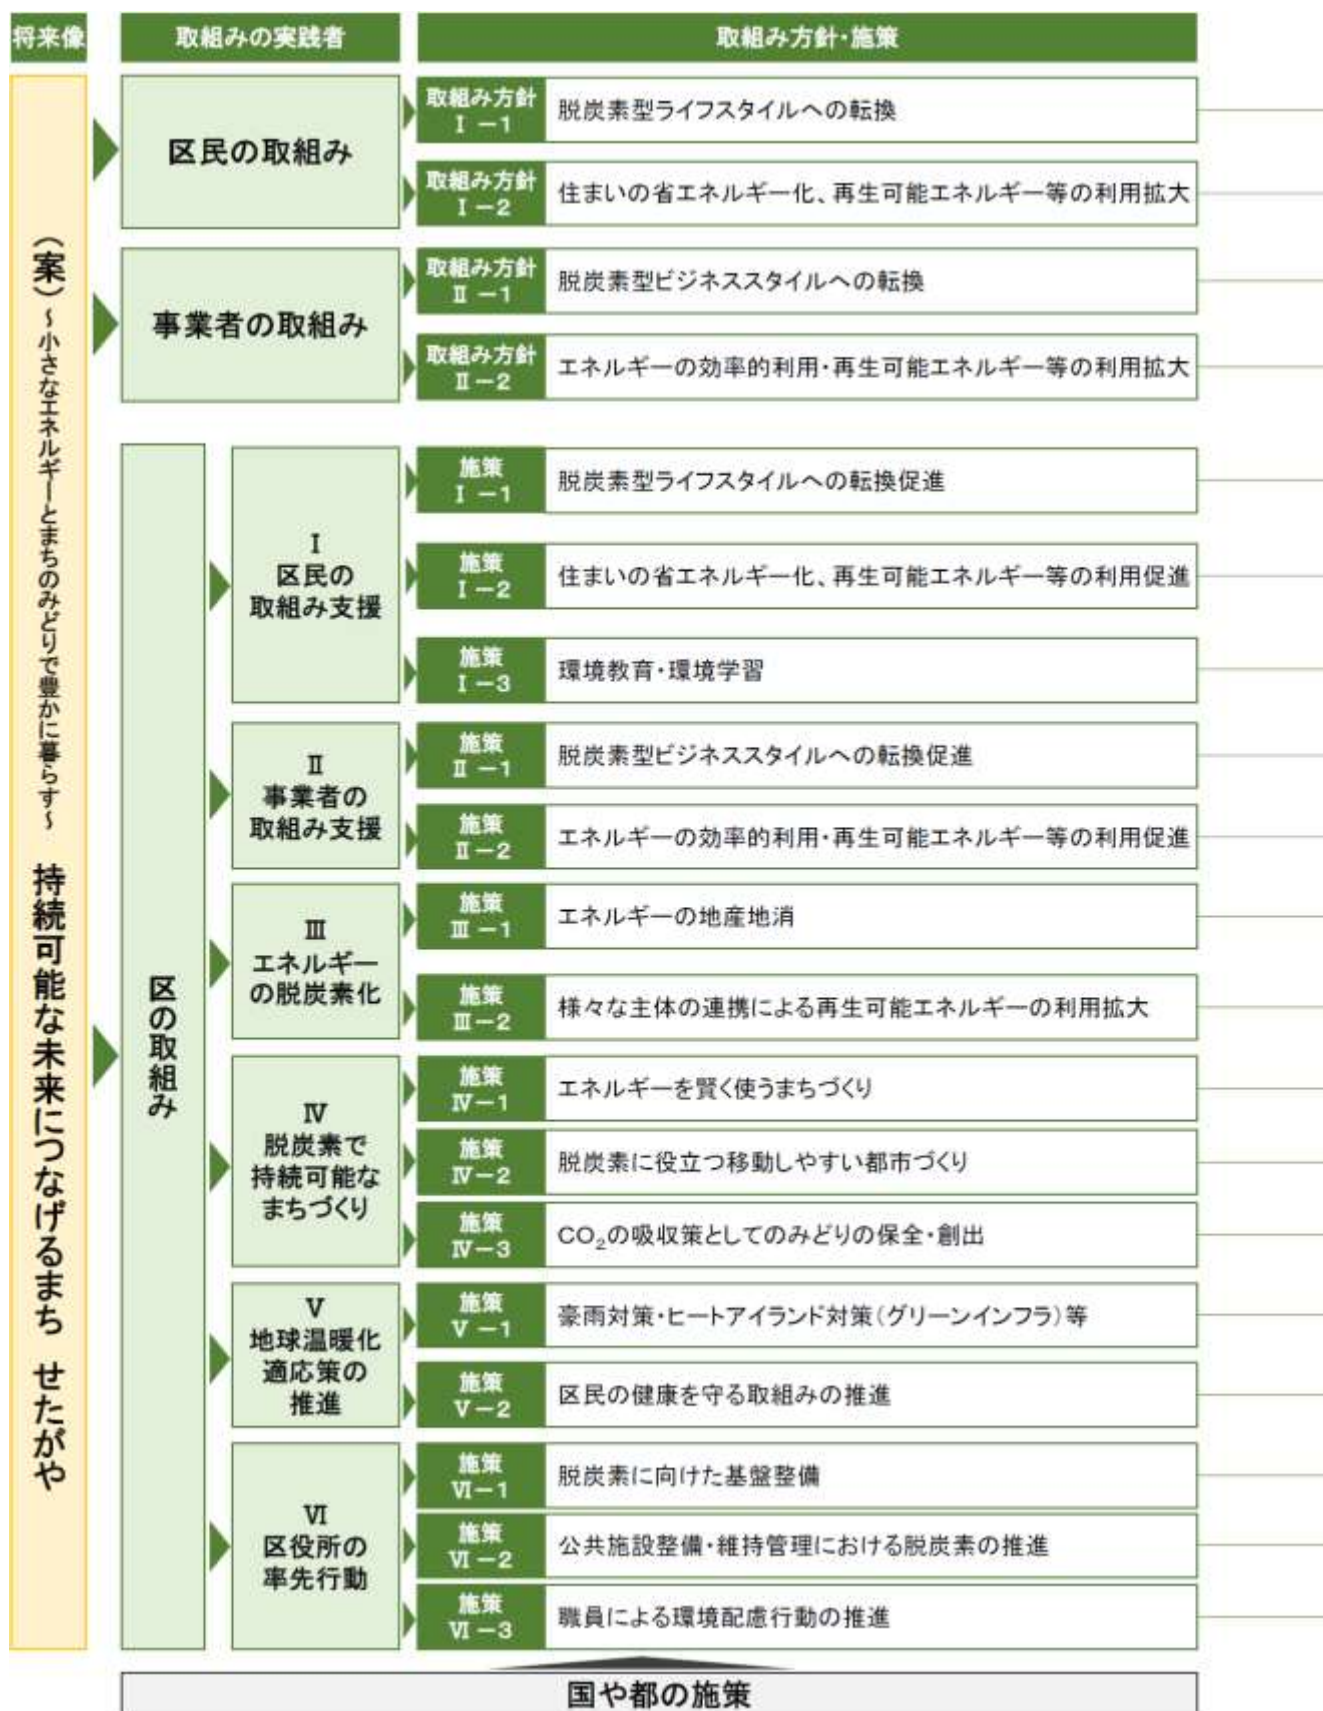 将来像
取組みの実践者
取組み方針・施策
(案)～小さなエネルギーとまちのみどりで豊かに暮らす～ 持続可能な未来につなげるまち せたがや
区民の取組み
取組み方針
Ⅰ－1
脱炭素型ライフスタイルへの転換
取組み方針
Ⅰ－2
住まいの省エネルギー化、再生可能エネルギー等の利用拡大
事業者の取組み
取組み方針
Ⅱ－1
脱炭素型ビジネススタイルへの転換
取組み方針
Ⅱ－2
エネルギーの効率的利用・再生可能エネルギー等の利用拡大
区の取組み
Ⅰ
区民の
取組み支援
施策
Ⅰ－1
脱炭素型ライフスタイルへの転換促進
施策
Ⅰ－2
住まいの省エネルギー化、再生可能エネルギー等の利用促進
施策
Ⅰ－3
環境教育・環境学習
Ⅱ
事業者の
取組み支援
施策
Ⅱ－1
脱炭素型ビジネススタイルへの転換促進
施策
Ⅱ－2
エネルギーの効率的利用・再生可能エネルギー等の利用促進
Ⅲ
エネルギー
の脱炭素化
施策
Ⅲ－1
エネルギーの地産地消
施策
Ⅲ－2
様々な主体の連携による再生可能エネルギーの利用拡大
Ⅳ
脱炭素で
持続可能な
まちづくり
施策
Ⅳ－1
エネルギーを賢く使うまちづくり
施策
Ⅳ－2
脱炭素に役立つ移動しやすい都市づくり
施策
Ⅳ－3
CO₂の吸収策としてのみどりの保全・創出
Ⅴ
地球温暖化
適応策の
推進
施策
Ⅴ－1
豪雨対策・ヒートアイランド対策(グリーンインフラ)等
施策
Ⅴ－2
区民の健康を守る取組みの推進
Ⅵ
区役所の
率先行動
施策
Ⅵ－1
脱炭素に向けた基盤整備
施策
Ⅵ－2
公共施設整備・維持管理における脱炭素の推進
施策
Ⅵ－3
職員による環境配慮行動の推進
国や都の施策